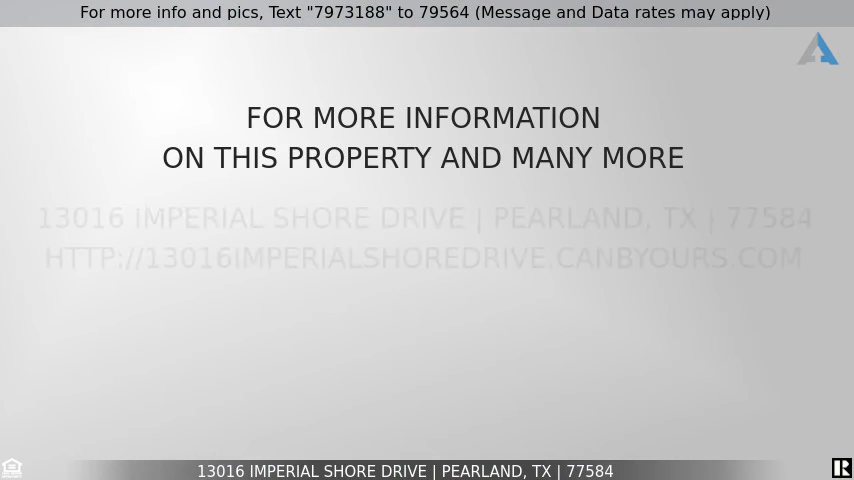 For more info and pics, Text "7973188" to 79564 (Message and Data rates may apply)
FOR MORE INFORMATION
ON THIS PROPERTY AND MANY MORE
13016 IMPERIAL SHORE DRIVE | PEARLAND, TX | 77584
HTTP://13016IMPERIALSHOREDRIVE.CANBYOURS.COM
13016 IMPERIAL SHORE DRIVE | PEARLAND, TX | 77584